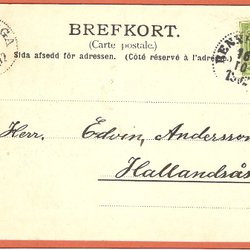 BREFKORT.
(Carte postale.)
Sida afsedd för adressen. (Côté réservé à l'adresse.)
Herr. Edvin, Andersson
Hallandsås